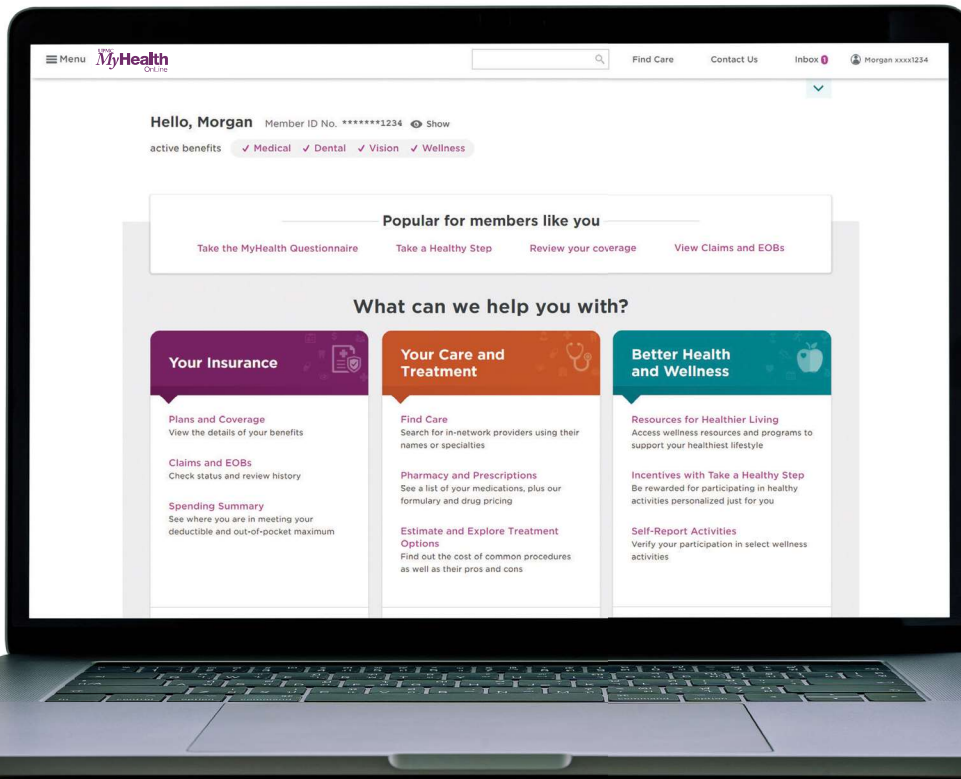 Menu
UPMC
MyHealth
OnLine
Find Care
Contact Us
Inbox 1
Morgan xxxx1234
Hello, Morgan Member ID No. *******1234 Show
active benefits ✓ Medical ✓ Dental ✓ Vision ✓ Wellness
Popular for members like you
Take the MyHealth Questionnaire Take a Healthy Step Review your coverage View Claims and EOBs
What can we help you with?
Your Insurance
Plans and Coverage
View the details of your benefits
Claims and EOBs
Check status and review history
Spending Summary
See where you are in meeting your
deductible and out-of-pocket maximum
Your Care and
Treatment
Find Care
Search for in-network providers using their
names or specialties
Pharmacy and Prescriptions
See a list of your medications, plus our
formulary and drug pricing
Estimate and Explore Treatment
Options
Find out the cost of common procedures
as well as their pros and cons
Better Health
and Wellness
Resources for Healthier Living
Access wellness resources and programs to
support your healthiest lifestyle
Incentives with Take a Healthy Step
Be rewarded for participating in healthy
activities personalized just for you
Self-Report Activities
Verify your participation in select wellness
activities